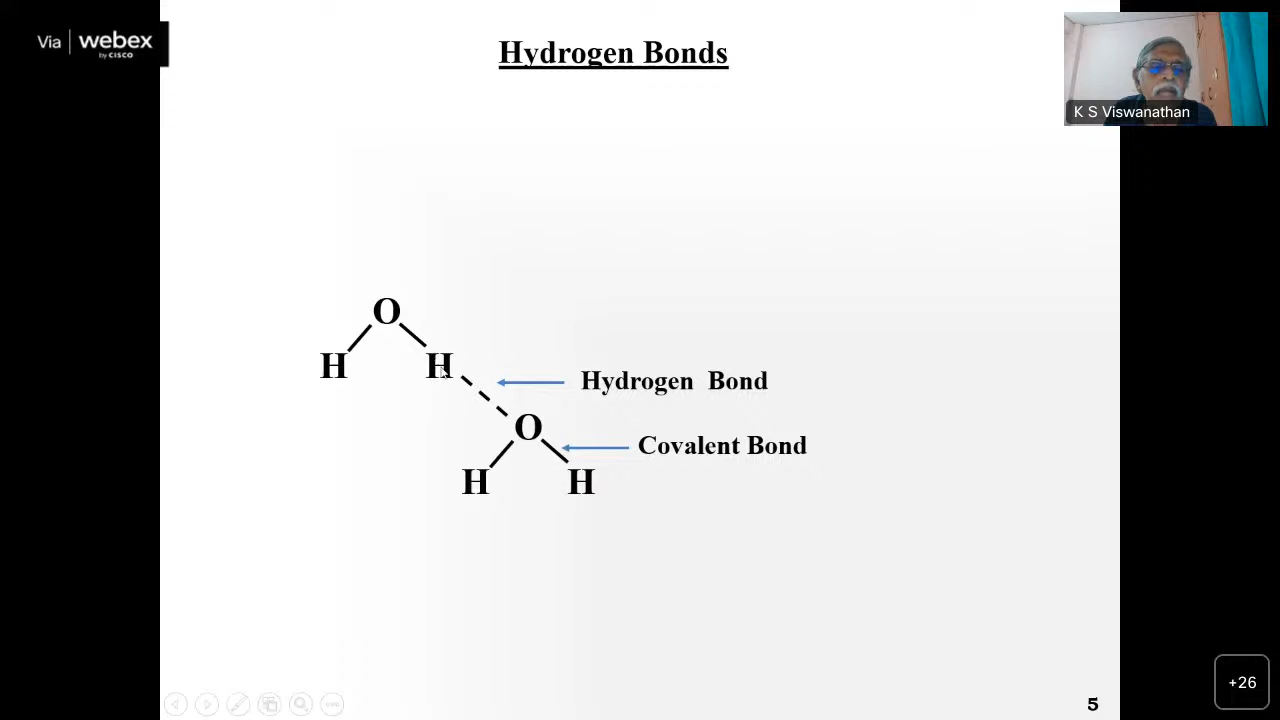 Via webex
by CISCO
Hydrogen Bonds
K S Viswanathan
O
H H
Hydrogen Bond
O
Covalent Bond
H H
+26
5